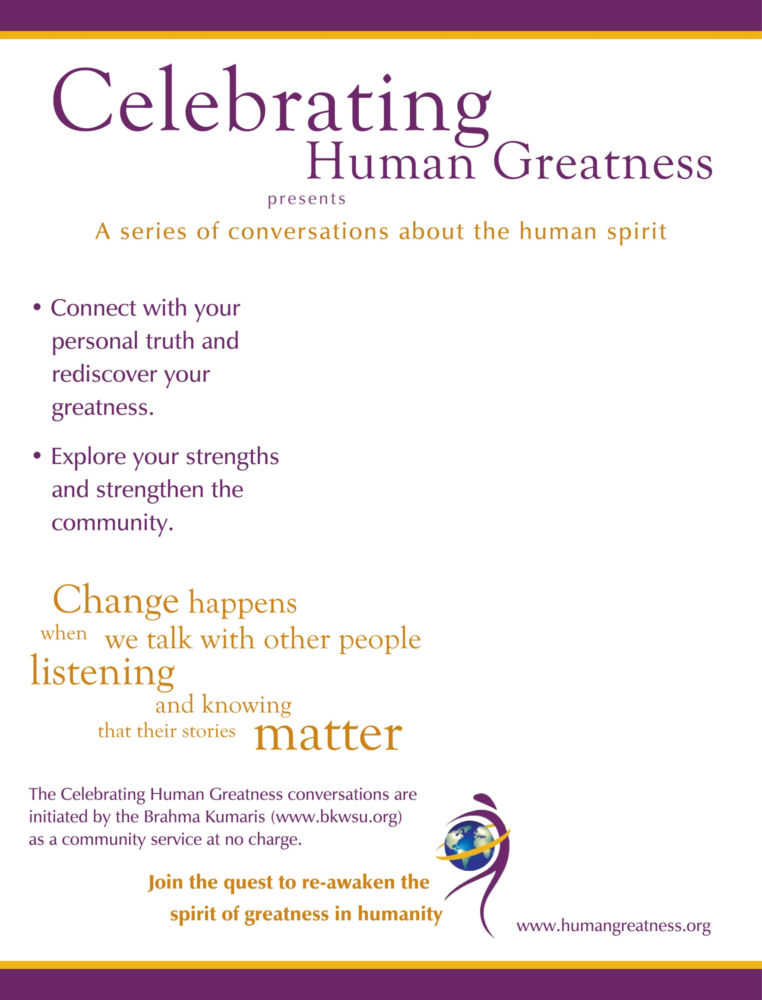 Celebrating
Human Greatness
presents
A series of conversations about the human spirit
• Connect with your
personal truth and
rediscover your
greatness.
• Explore your strengths
and strengthen the
community.
Change happens
when we talk with other people
listening
and knowing
that their stories matter
The Celebrating Human Greatness conversations are
initiated by the Brahma Kumaris (www.bkwsu.org)
as a community service at no charge.
Join the quest to re-awaken the
spirit of greatness in humanity
www.humangreatness.org